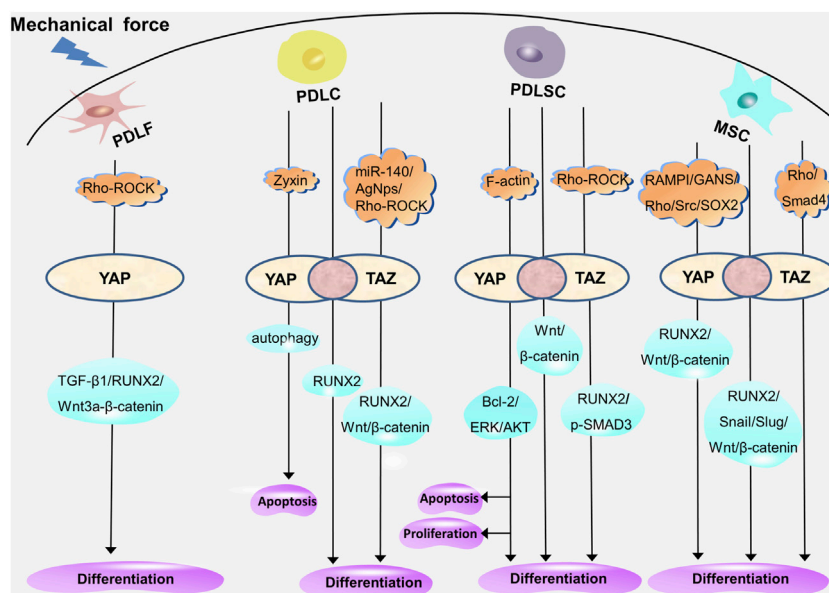 Mechanical force
PDLF
PDLC
PDLSC
MSC
Rho-ROCK
Zyxin
miR-140/
AgNps/
Rho-ROCK
F-actin
Rho-ROCK
RAMPI/GANS/
Rho/Src/SOX2
Rho/
Smad4
YAP
YAP
TAZ
YAP
TAZ
YAP
TAZ
TGF-β1/RUNX2/
Wnt3a-β-catenin
autophagy
RUNX2
RUNX2/
Wnt/β-catenin
Wnt/
β-catenin
Bcl-2/
ERK/AKT
RUNX2/
p-SMAD3
RUNX2/
Wnt/β-catenin
RUNX2/
Snail/Slug/
Wnt/β-catenin
Apoptosis
Apoptosis
Proliferation
Differentiation
Differentiation
Differentiation
Differentiation